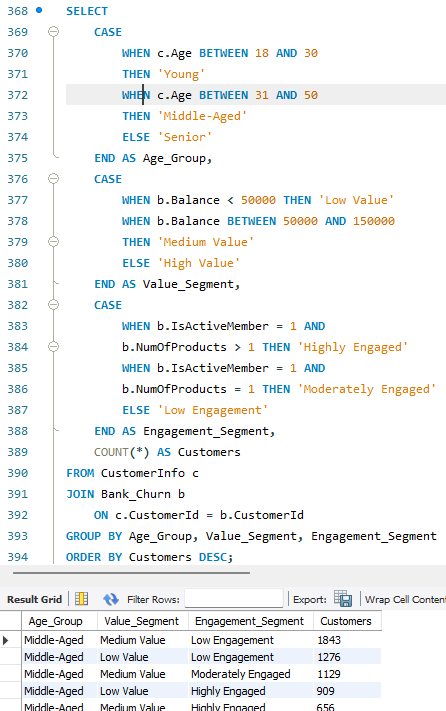 368 SELECT
369 CASE
370 WHEN c.Age BETWEEN 18 AND 30
371 THEN 'Young'
372 WHEN c.Age BETWEEN 31 AND 50
373 THEN 'Middle-Aged'
374 ELSE 'Senior'
375 END AS Age_Group,
376 CASE
377 WHEN b.Balance < 50000 THEN 'Low Value'
378 WHEN b.Balance BETWEEN 50000 AND 150000
379 THEN 'Medium Value'
380 ELSE 'High Value'
381 END AS Value_Segment,
382 CASE
383 WHEN b.IsActiveMember = 1 AND
384 b.NumOfProducts > 1 THEN 'Highly Engaged'
385 WHEN b.IsActiveMember = 1 AND
386 b.NumOfProducts = 1 THEN 'Moderately Engaged'
387 ELSE 'Low Engagement'
388 END AS Engagement_Segment,
389 COUNT(*) AS Customers
390 FROM CustomerInfo c
391 JOIN Bank_Churn b
392 ON c.CustomerId = b.CustomerId
393 GROUP BY Age_Group, Value_Segment, Engagement_Segment
394 ORDER BY Customers DESC;
Result Grid Filter Rows: Export: Wrap Cell Conten
Age_Group Value_Segment Engagement_Segment Customers
Middle-Aged Medium Value Low Engagement 1843
Middle-Aged Low Value Low Engagement 1276
Middle-Aged Medium Value Moderately Engaged 1129
Middle-Aged Low Value Highly Engaged 909
Middle-Aged Medium Value Highly Engaged 656